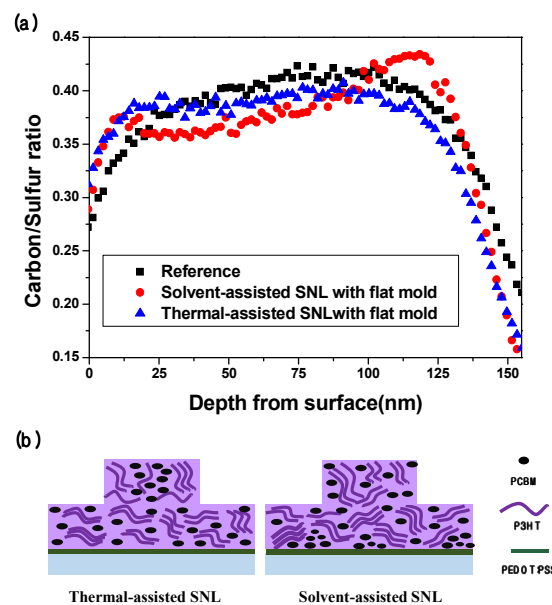 (a)
Carbon/Sulfur ratio
0.45
0.40
0.35
0.30
0.25
0.20
0.15
Reference
Solvent-assisted SNL with flat mold
Thermal-assisted SNLwith flat mold
0 25 50 75 100 125 150
Depth from surface(nm)
(b)
PCBM
P3HT
PEDOT:PSS
Thermal-assisted SNL Solvent-assisted SNL